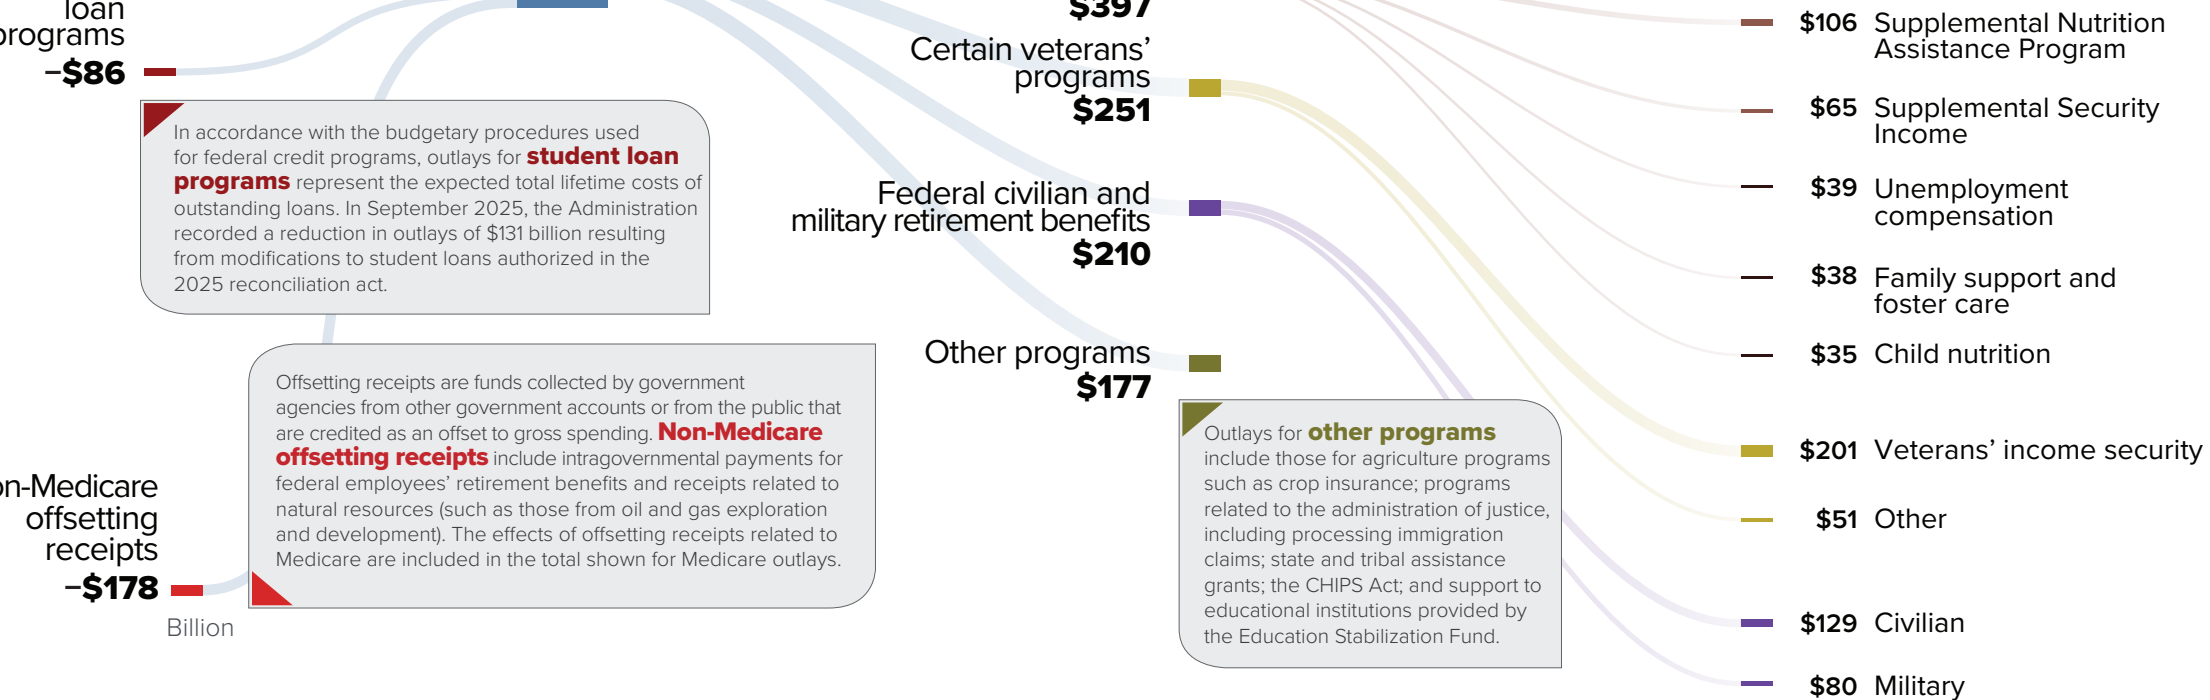 loan
programs
–$86
In accordance with the budgetary procedures used
for federal credit programs, outlays for student loan
programs represent the expected total lifetime costs of
outstanding loans. In September 2025, the Administration
recorded a reduction in outlays of $131 billion resulting
from modifications to student loans authorized in the
2025 reconciliation act.
Offsetting receipts are funds collected by government
agencies from other government accounts or from the public that
are credited as an offset to gross spending. Non-Medicare
offsetting receipts include intragovernmental payments for
federal employees’ retirement benefits and receipts related to
natural resources (such as those from oil and gas exploration
and development). The effects of offsetting receipts related to
Medicare are included in the total shown for Medicare outlays.
on-Medicare
offsetting
receipts
–$178
Billion
$397
Certain veterans’
programs
$251
Federal civilian and
military retirement benefits
$210
Other programs
$177
Outlays for other programs
include those for agriculture programs
such as crop insurance; programs
related to the administration of justice,
including processing immigration
claims; state and tribal assistance
grants; the CHIPS Act; and support to
educational institutions provided by
the Education Stabilization Fund.
$106 Supplemental Nutrition
Assistance Program
$65 Supplemental Security
Income
$39 Unemployment
compensation
$38 Family support and
foster care
$35 Child nutrition
$201 Veterans’ income security
$51 Other
$129 Civilian
$80 Military